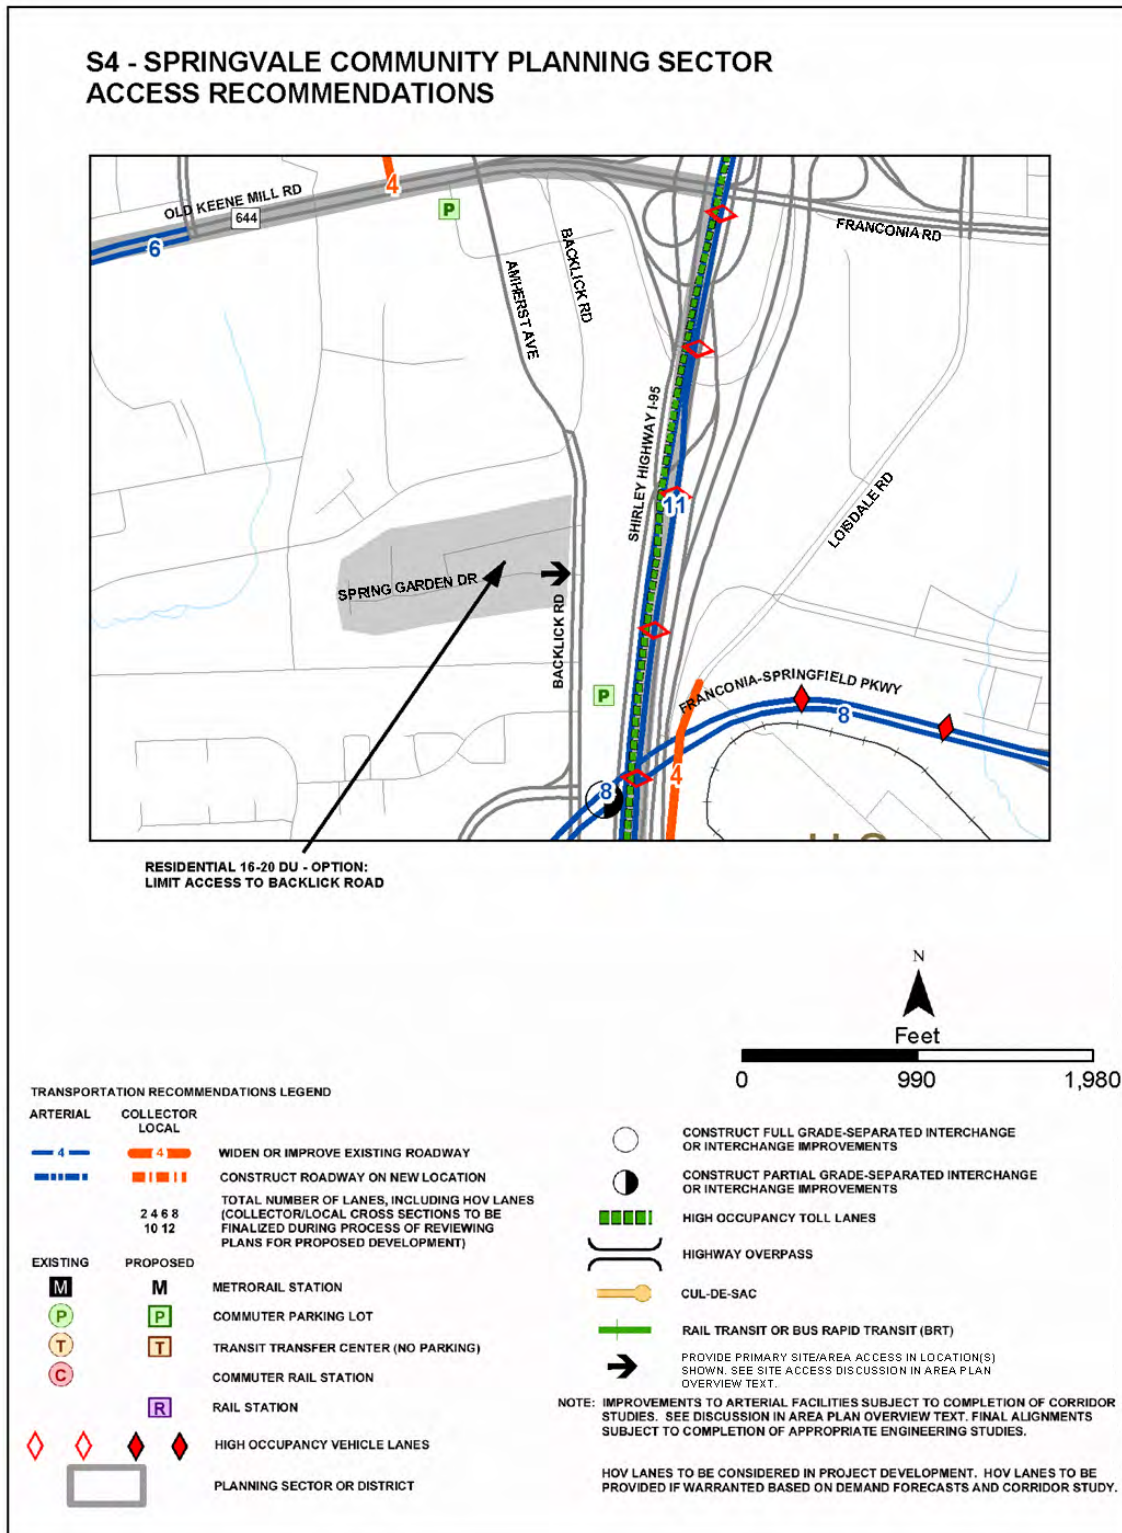 S4 - SPRINGVALE COMMUNITY PLANNING SECTOR
ACCESS RECOMMENDATIONS
4
OLD KEENE MILL RD
644
P
6
FRANCONIA RD
BACKLICK RD
AMHERST AVE
SHIRLEY HIGHWAY I-95
11
LOISDALE RD
SPRING GARDEN DR
BACKLICK RD
P
FRANCONIA-SPRINGFIELD PKWY
8
4
8
RESIDENTIAL 16-20 DU - OPTION:
LIMIT ACCESS TO BACKLICK ROAD
N
Feet
0 990 1,980
TRANSPORTATION RECOMMENDATIONS LEGEND
ARTERIAL COLLECTOR
LOCAL
4 4 WIDEN OR IMPROVE EXISTING ROADWAY
CONSTRUCT ROADWAY ON NEW LOCATION
TOTAL NUMBER OF LANES, INCLUDING HOV LANES
2 4 6 8 (COLLECTOR/LOCAL CROSS SECTIONS TO BE
10 12 FINALIZED DURING PROCESS OF REVIEWING
PLANS FOR PROPOSED DEVELOPMENT)
EXISTING PROPOSED
M M METRORAIL STATION
P P COMMUTER PARKING LOT
T T TRANSIT TRANSFER CENTER (NO PARKING)
C COMMUTER RAIL STATION
R RAIL STATION
HIGH OCCUPANCY VEHICLE LANES
PLANNING SECTOR OR DISTRICT
CONSTRUCT FULL GRADE-SEPARATED INTERCHANGE
OR INTERCHANGE IMPROVEMENTS
CONSTRUCT PARTIAL GRADE-SEPARATED INTERCHANGE
OR INTERCHANGE IMPROVEMENTS
HIGH OCCUPANCY TOLL LANES
HIGHWAY OVERPASS
CUL-DE-SAC
RAIL TRANSIT OR BUS RAPID TRANSIT (BRT)
PROVIDE PRIMARY SITE/AREA ACCESS IN LOCATION(S)
SHOWN. SEE SITE ACCESS DISCUSSION IN AREA PLAN
OVERVIEW TEXT.
NOTE: IMPROVEMENTS TO ARTERIAL FACILITIES SUBJECT TO COMPLETION OF CORRIDOR
STUDIES. SEE DISCUSSION IN AREA PLAN OVERVIEW TEXT. FINAL ALIGNMENTS
SUBJECT TO COMPLETION OF APPROPRIATE ENGINEERING STUDIES.
HOV LANES TO BE CONSIDERED IN PROJECT DEVELOPMENT. HOV LANES TO BE
PROVIDED IF WARRANTED BASED ON DEMAND FORECASTS AND CORRIDOR STUDY.